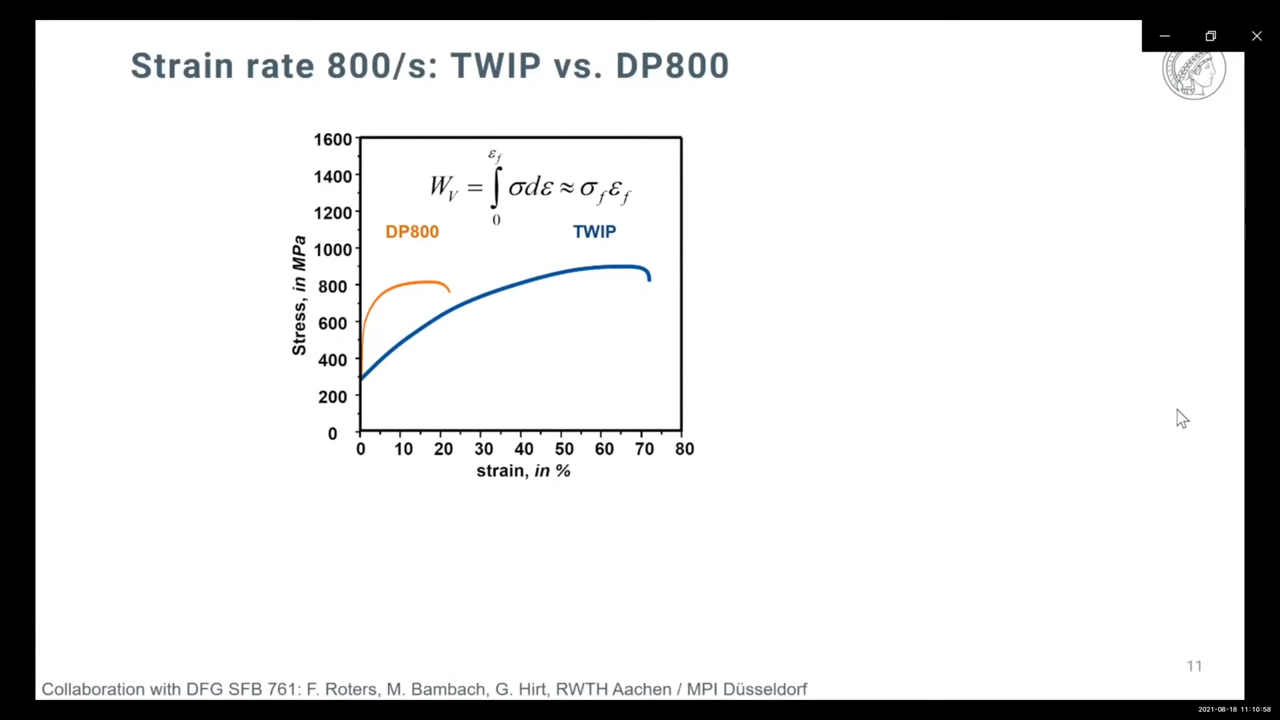 Strain rate 800/s: TWIP vs. DP800
1600
1400
1200
1000
800
600
400
200
0
Stress, in MPa
W_V = ∫_0^{ε_f} σdε ≈ σ_f ε_f
DP800
TWIP
0 10 20 30 40 50 60 70 80
strain, in %
11
Collaboration with DFG SFB 761: F. Roters, M. Bambach, G. Hirt, RWTH Aachen / MPI Düsseldorf
2021-08-18 11:10:58